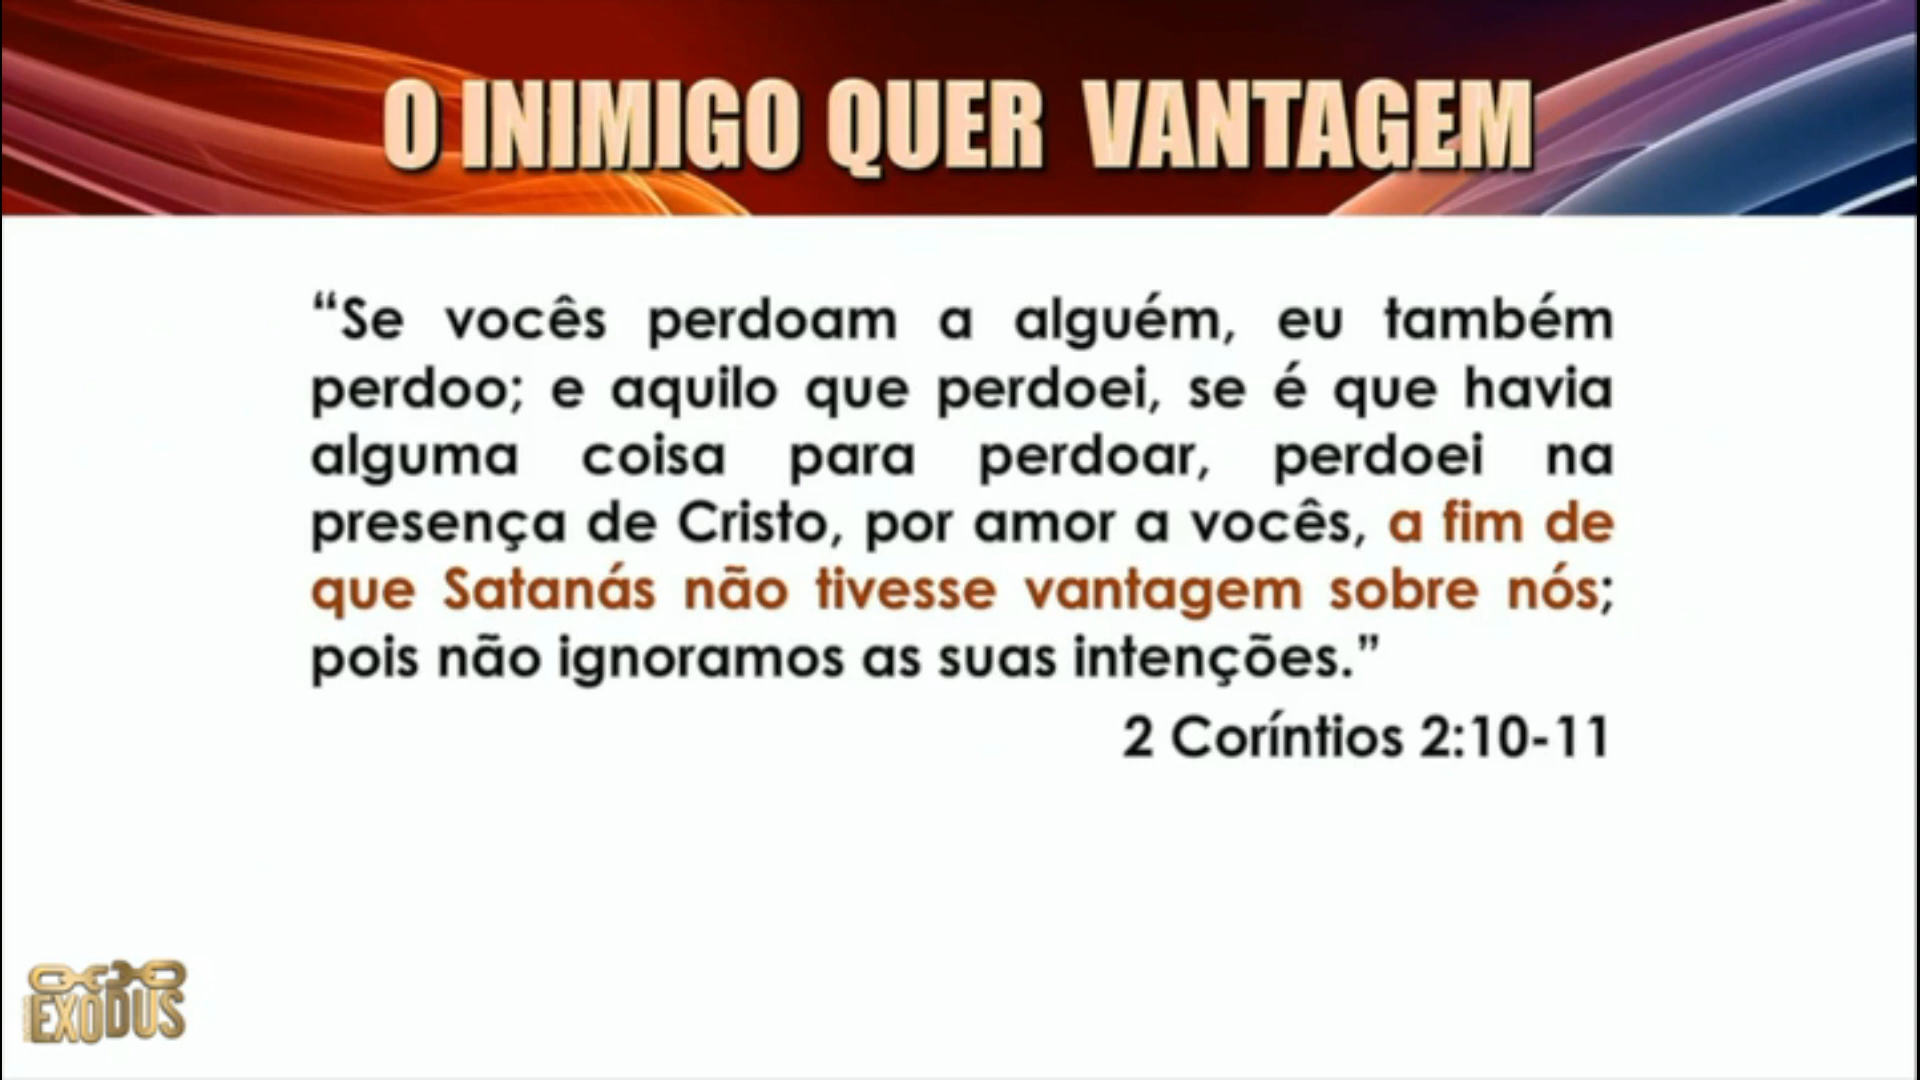 O INIMIGO QUER VANTAGEM
“Se vocês perdoam a alguém, eu também
perdoo; e aquilo que perdoei, se é que havia
alguma coisa para perdoar, perdoei na
presença de Cristo, por amor a vocês, a fim de
que Satanás não tivesse vantagem sobre nós;
pois não ignoramos as suas intenções.”
2 Coríntios 2:10-11
EXODUS